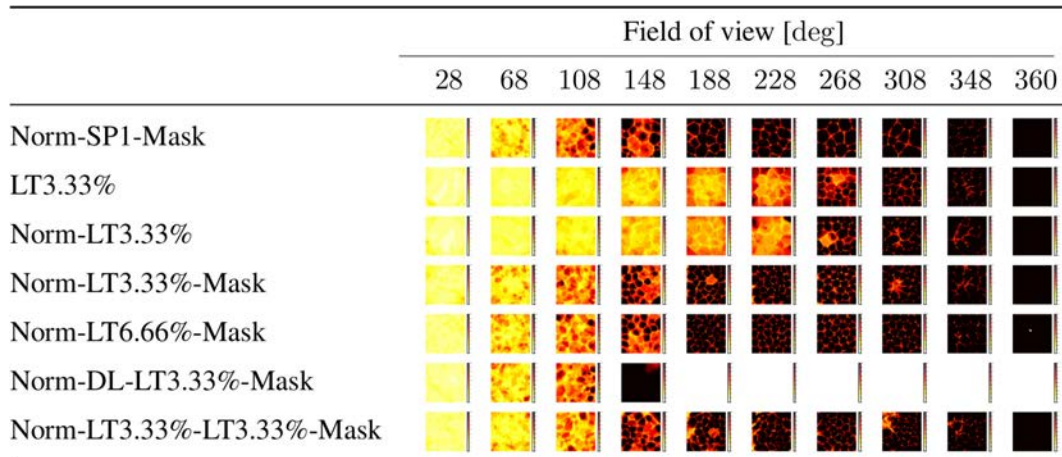 Field of view [deg]
28 68 108 148 188 228 268 308 348 360
Norm-SP1-Mask
LT3.33%
Norm-LT3.33%
Norm-LT3.33%-Mask
Norm-LT6.66%-Mask
Norm-DL-LT3.33%-Mask
Norm-LT3.33%-LT3.33%-Mask